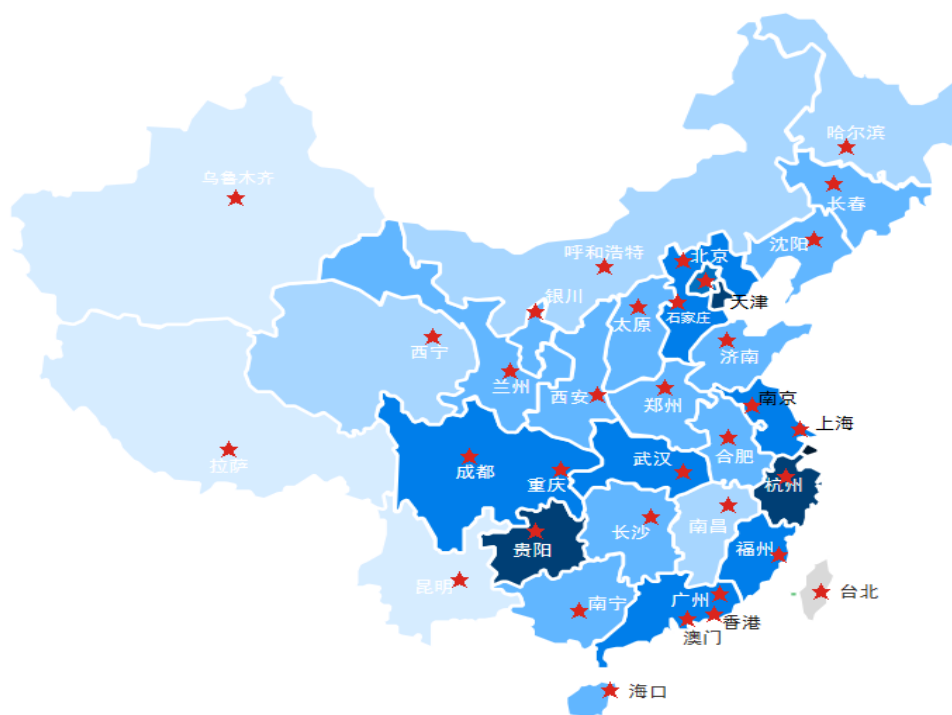 哈尔滨
乌鲁木齐
长春
沈阳
呼和浩特
北京
银川
天津
石家庄
太原
西宁
济南
兰州
西安
郑州
南京
上海
合肥
武汉
拉萨
成都
重庆
杭州
南昌
长沙
贵阳
福州
昆明
台北
广州
南宁
香港
澳门
海口